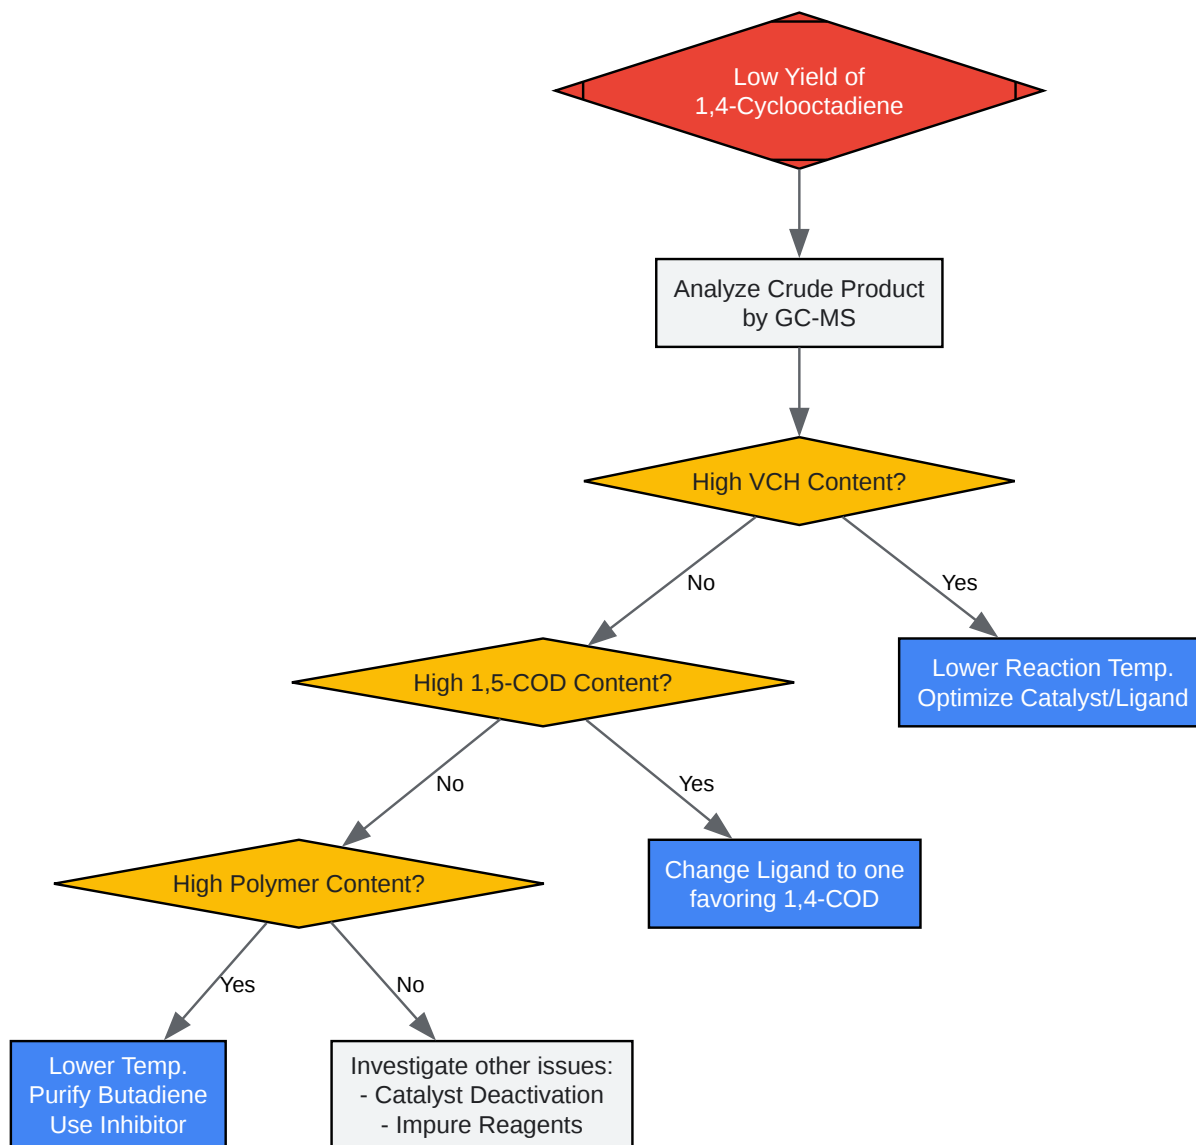 Low Yield of
1,4-Cyclooctadiene
Analyze Crude Product
by GC-MS
High VCH Content?
No
Yes
High 1,5-COD Content?
Lower Reaction Temp.
Optimize Catalyst/Ligand
No
Yes
High Polymer Content?
Change Ligand to one
favoring 1,4-COD
Yes
No
Lower Temp.
Purify Butadiene
Use Inhibitor
Investigate other issues:
- Catalyst Deactivation
- Impure Reagents